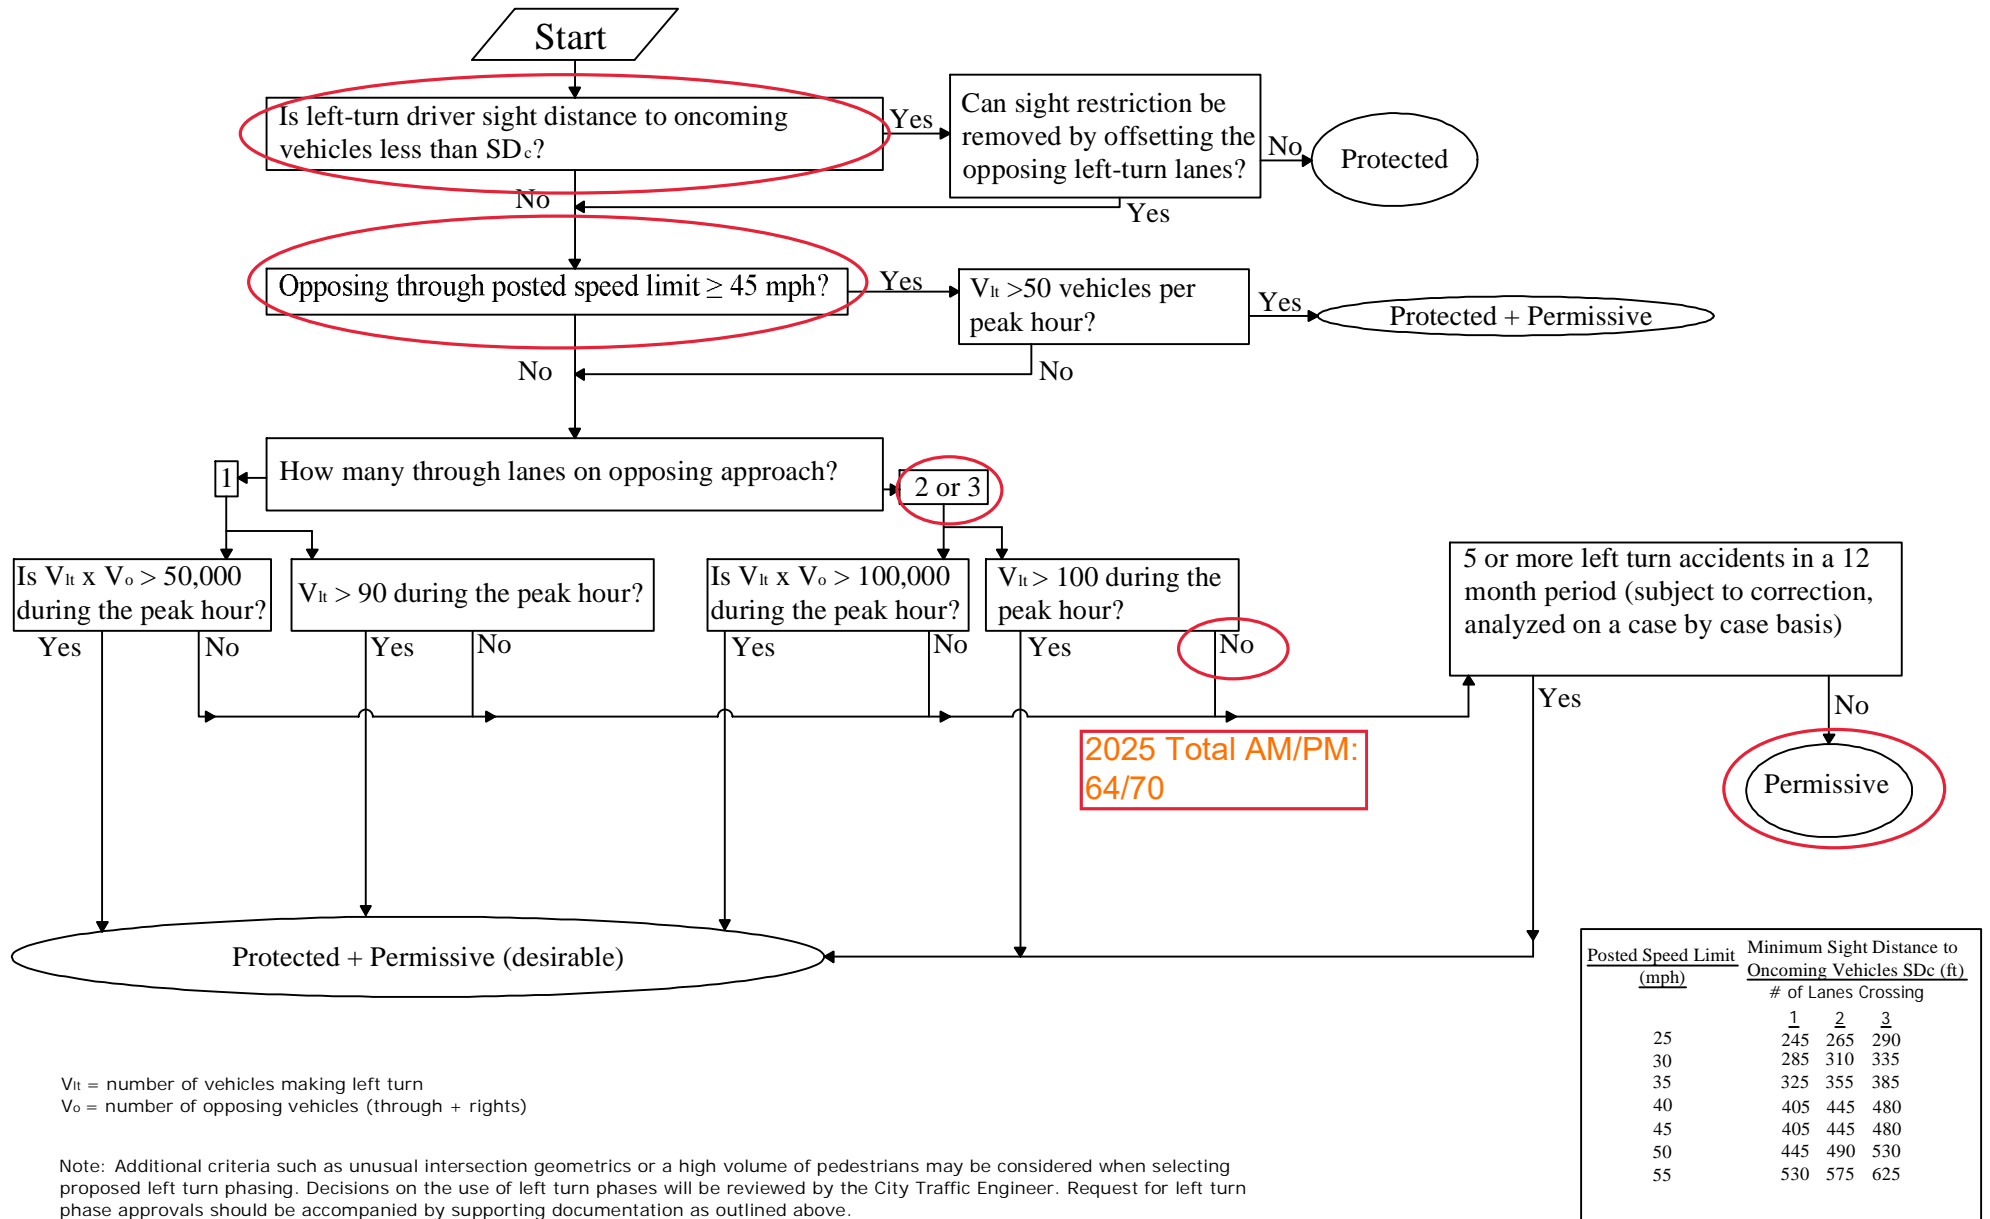 Start
Is left-turn driver sight distance to oncoming
vehicles less than SDc?
Yes
Can sight restriction be
removed by offsetting the
opposing left-turn lanes?
No
Protected
No
Yes
Opposing through posted speed limit ≥ 45 mph?
Yes
Vlt >50 vehicles per
peak hour?
Yes
Protected + Permissive
No
No
How many through lanes on opposing approach?
1
2 or 3
Is Vlt x Vo > 50,000
during the peak hour?
Yes
No
Vlt > 90 during the peak hour?
Yes
No
Is Vlt x Vo > 100,000
during the peak hour?
Yes
No
Vlt > 100 during the
peak hour?
Yes
No
5 or more left turn accidents in a 12
month period (subject to correction,
analyzed on a case by case basis)
Yes
No
2025 Total AM/PM:
64/70
Permissive
Protected + Permissive (desirable)
Posted Speed Limit
(mph)
Minimum Sight Distance to
Oncoming Vehicles SDc (ft)
# of Lanes Crossing
1 2 3
25 245 265 290
30 285 310 335
35 325 355 385
40 405 445 480
45 405 445 480
50 445 490 530
55 530 575 625
Vlt = number of vehicles making left turn
Vo = number of opposing vehicles (through + rights)
Note: Additional criteria such as unusual intersection geometrics or a high volume of pedestrians may be considered when selecting
proposed left turn phasing. Decisions on the use of left turn phases will be reviewed by the City Traffic Engineer. Request for left turn
phase approvals should be accompanied by supporting documentation as outlined above.